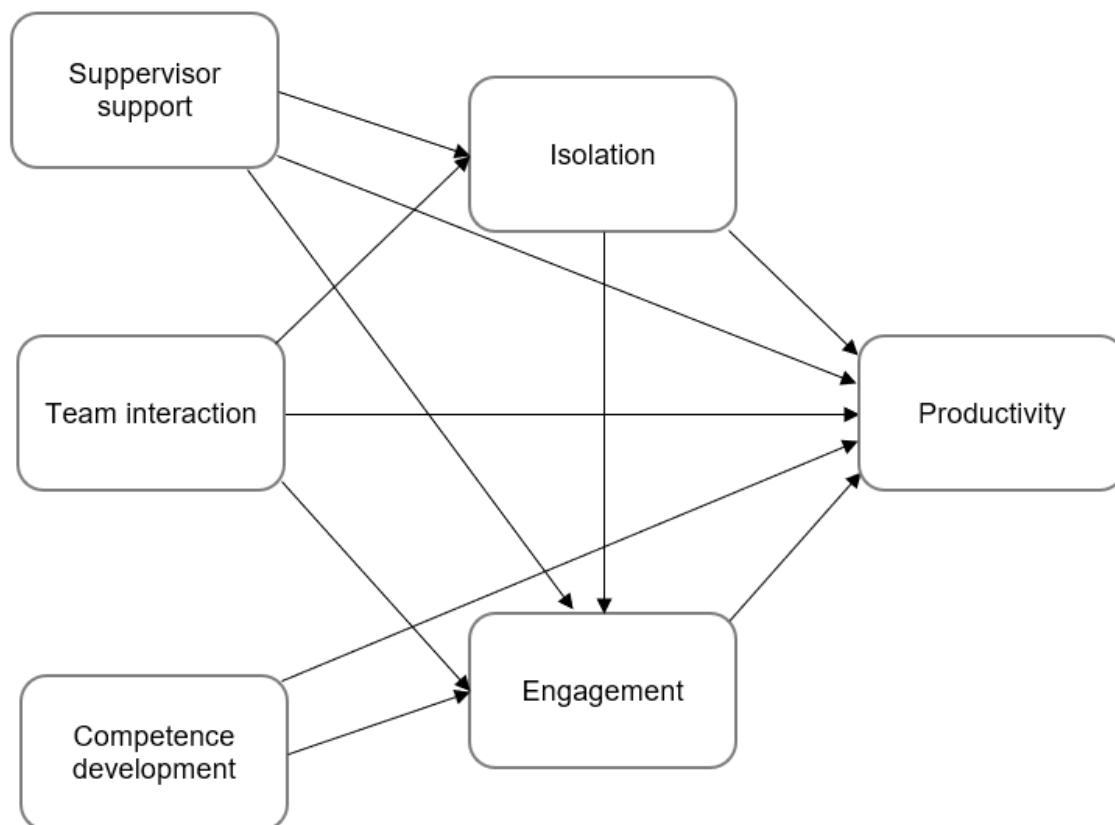 Suppervisor
support
Isolation
Team interaction
Productivity
Engagement
Competence
development